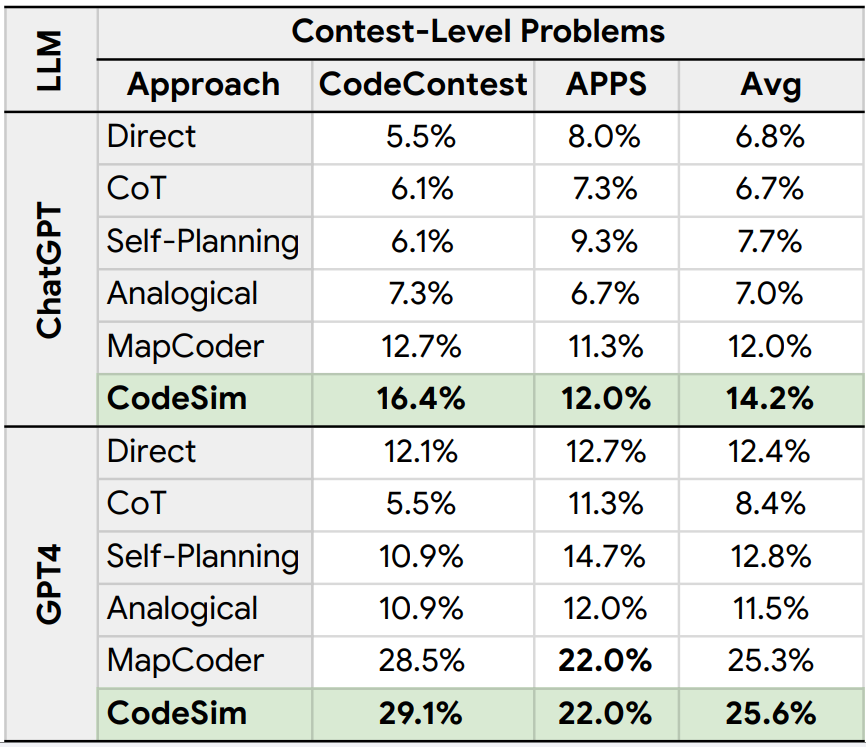 LLM Contest-Level Problems
Approach CodeContest APPS Avg
ChatGPT
Direct 5.5% 8.0% 6.8%
CoT 6.1% 7.3% 6.7%
Self-Planning 6.1% 9.3% 7.7%
Analogical 7.3% 6.7% 7.0%
MapCoder 12.7% 11.3% 12.0%
CodeSim 16.4% 12.0% 14.2%
GPT4
Direct 12.1% 12.7% 12.4%
CoT 5.5% 11.3% 8.4%
Self-Planning 10.9% 14.7% 12.8%
Analogical 10.9% 12.0% 11.5%
MapCoder 28.5% 22.0% 25.3%
CodeSim 29.1% 22.0% 25.6%